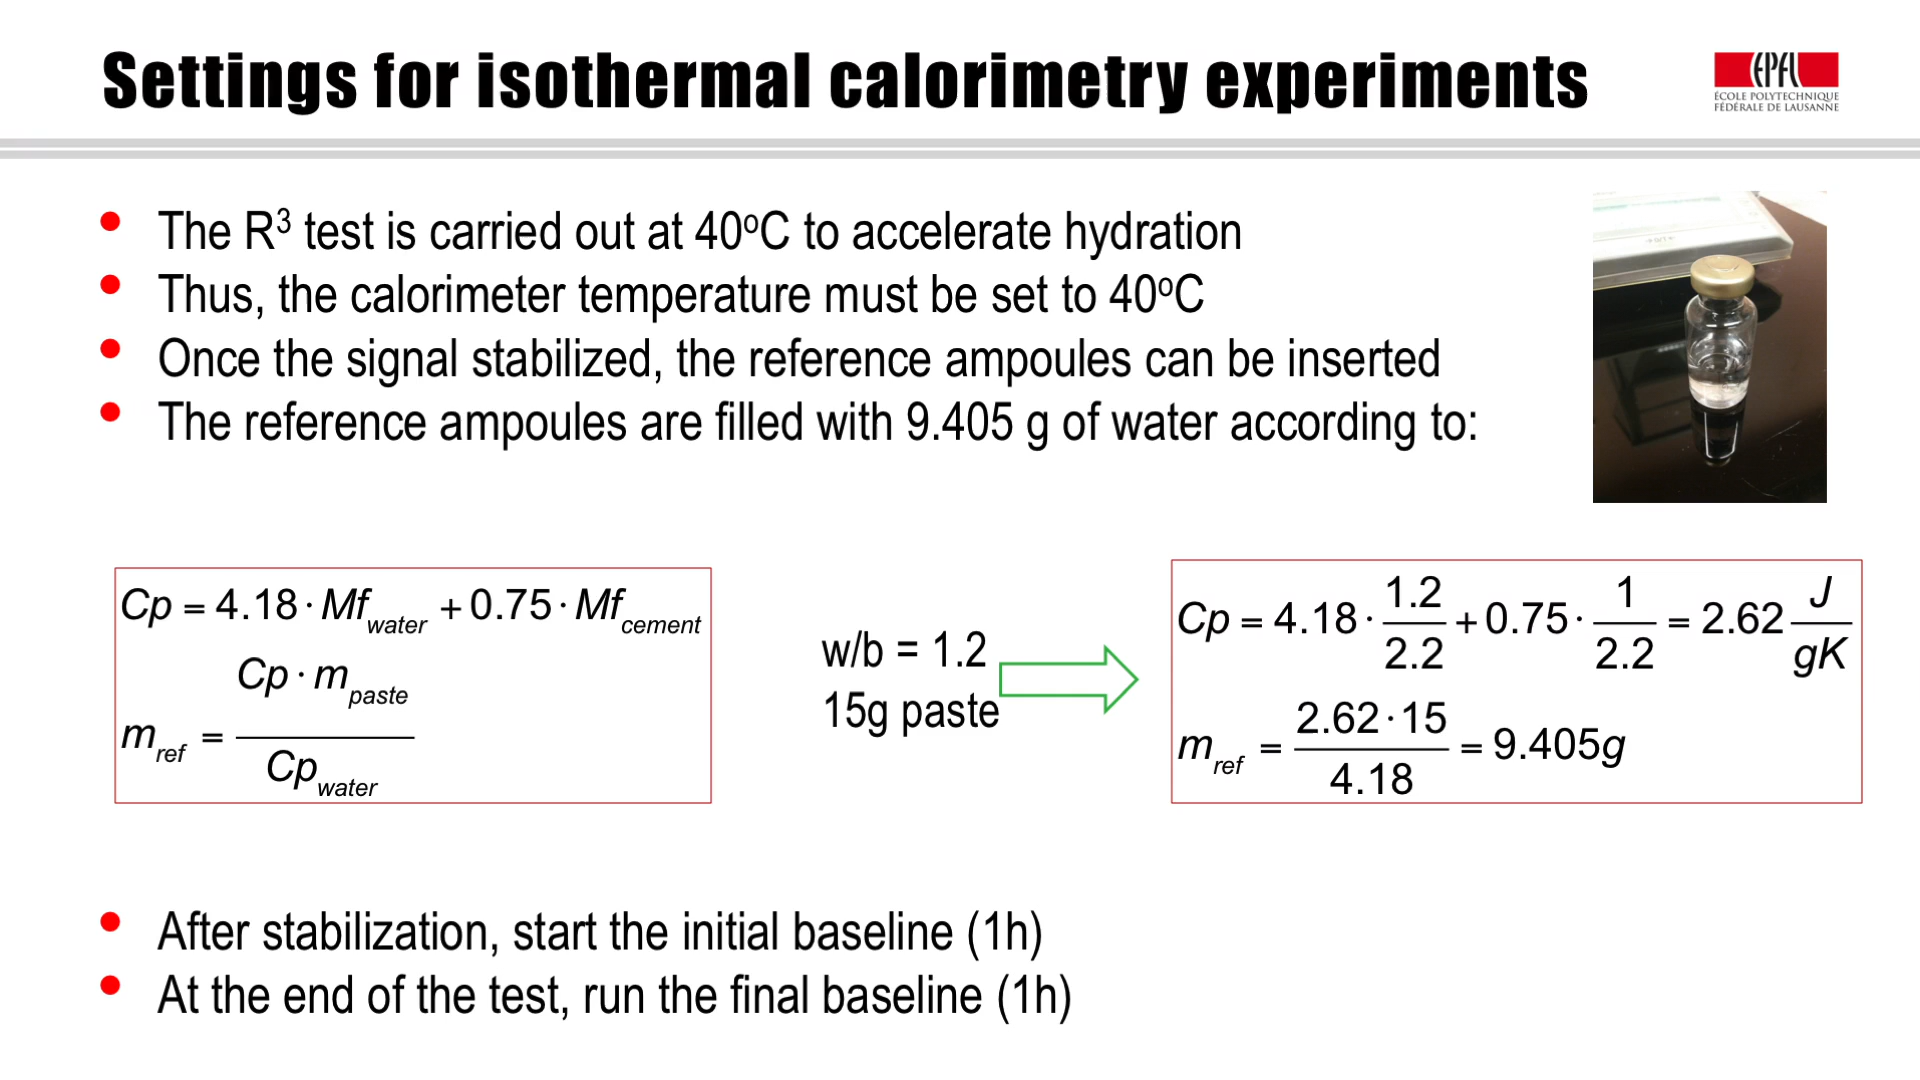 Settings for isothermal calorimetry experiments
EPFL
ÉCOLE POLYTECHNIQUE
FÉDÉRALE DE LAUSANNE
• The R³ test is carried out at 40ºC to accelerate hydration
• Thus, the calorimeter temperature must be set to 40ºC
• Once the signal stabilized, the reference ampoules can be inserted
• The reference ampoules are filled with 9.405 g of water according to:
Cp = 4.18 · Mf_water + 0.75 · Mf_cement
m_ref = Cp · m_paste / Cp_water
w/b = 1.2
15g paste
Cp = 4.18 · 1.2/2.2 + 0.75 · 1/2.2 = 2.62 J/gK
m_ref = 2.62 · 15 / 4.18 = 9.405g
• After stabilization, start the initial baseline (1h)
• At the end of the test, run the final baseline (1h)